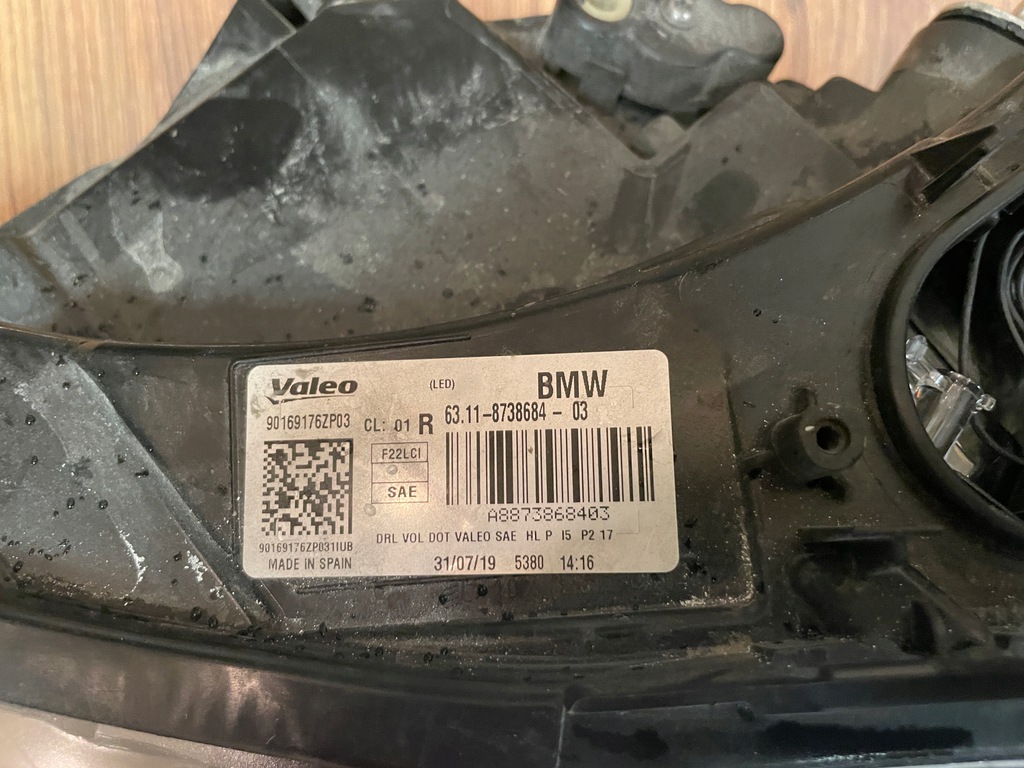 Valeo (LED) BMW
90169176ZP03 CL: 01 R 63.11-8738684-03
F22LCI
SAE
A8873868403
DRL VOL DOT VALEO SAE HL P I5 P2 17
90169176ZP031IUB
MADE IN SPAIN 31/07/19 5380 14:16